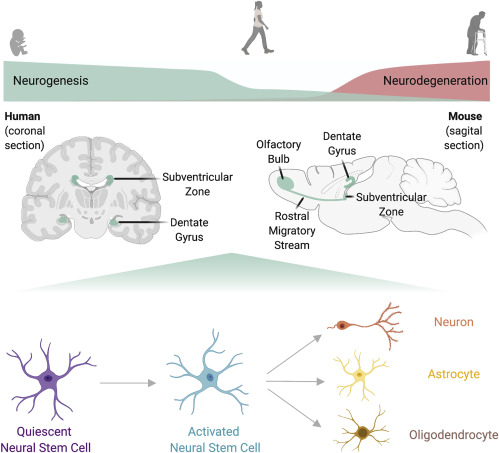 Neurogenesis
Neurodegeneration
Human
(coronal
section)
Mouse
(sagital
section)
Subventricular
Zone
Dentate
Gyrus
Olfactory
Bulb
Dentate
Gyrus
Subventricular
Zone
Rostral
Migratory
Stream
Neuron
Astrocyte
Oligodendrocyte
Quiescent
Neural Stem Cell
Activated
Neural Stem Cell